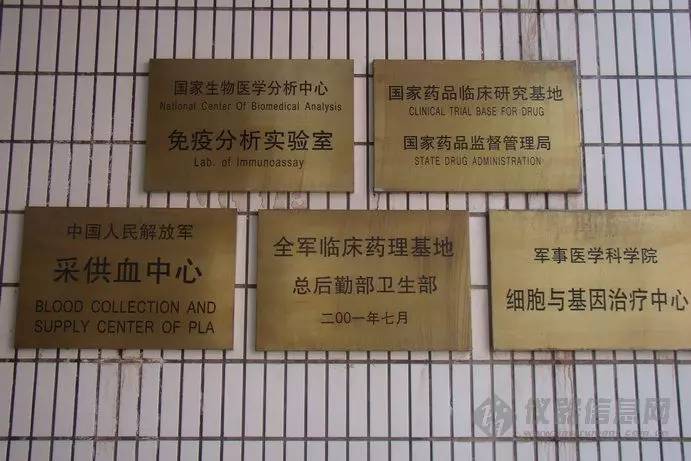 国家生物医学分析中心
National Center Of Biomedical Analysis
免疫分析实验室
Lab. of Immunoassay
国家药品临床研究基地
CLINICAL TRIAL BASE FOR DRUG
国家药品监督管理局
STATE DRUG ADMINISTRATION
中国人民解放军
采供血中心
BLOOD COLLECTION AND
SUPPLY CENTER OF PLA
全军临床药理基地
总后勤部卫生部
二○○一年七月
军事医学科学院
细胞与基因治疗中心
仪器信息网